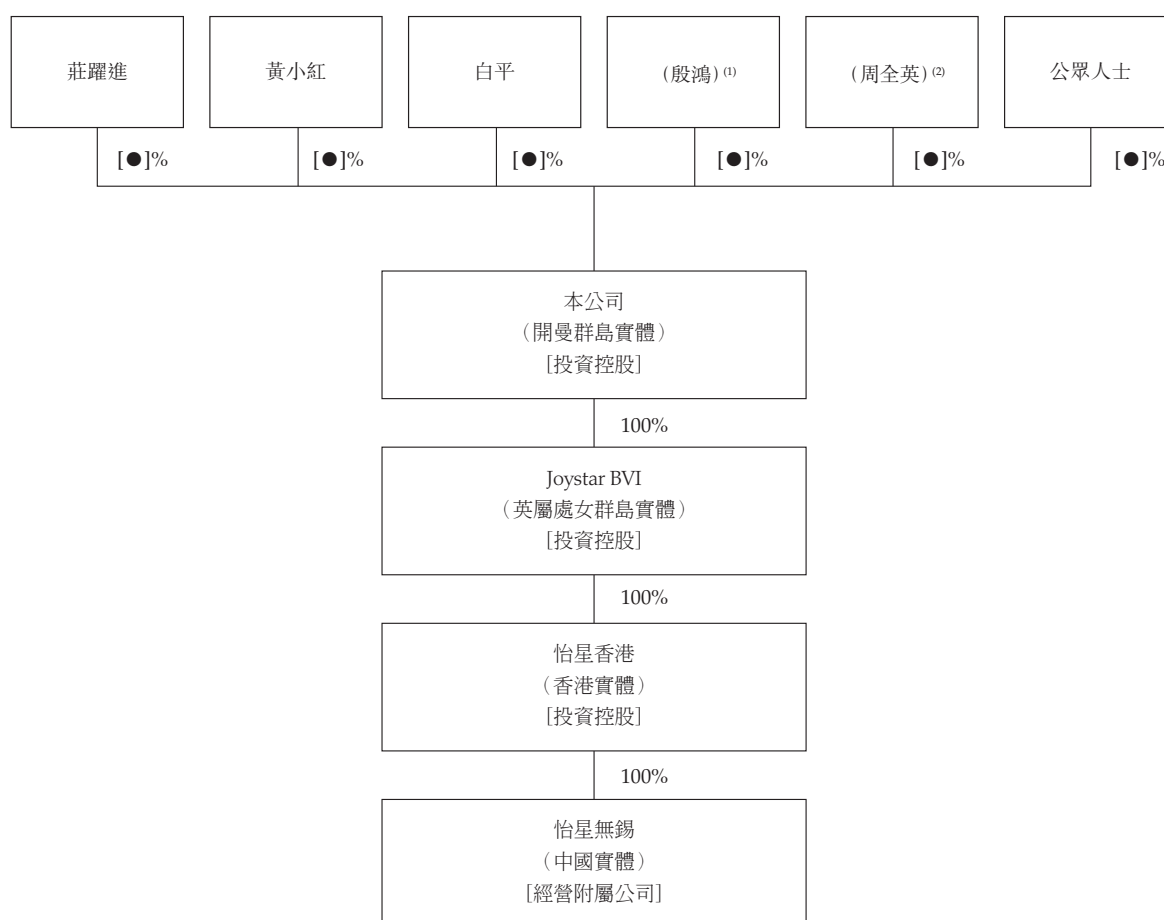 莊躍進
黃小紅
白平
(殷鴻)(1)
(周全英)(2)
公眾人士
[●]%
[●]%
[●]%
[●]%
[●]%
[●]%
本公司
（開曼群島實體）
[投資控股]
100%
Joystar BVI
（英屬處女群島實體）
[投資控股]
100%
怡星香港
（香港實體）
[投資控股]
100%
怡星無錫
（中國實體）
[經營附屬公司]